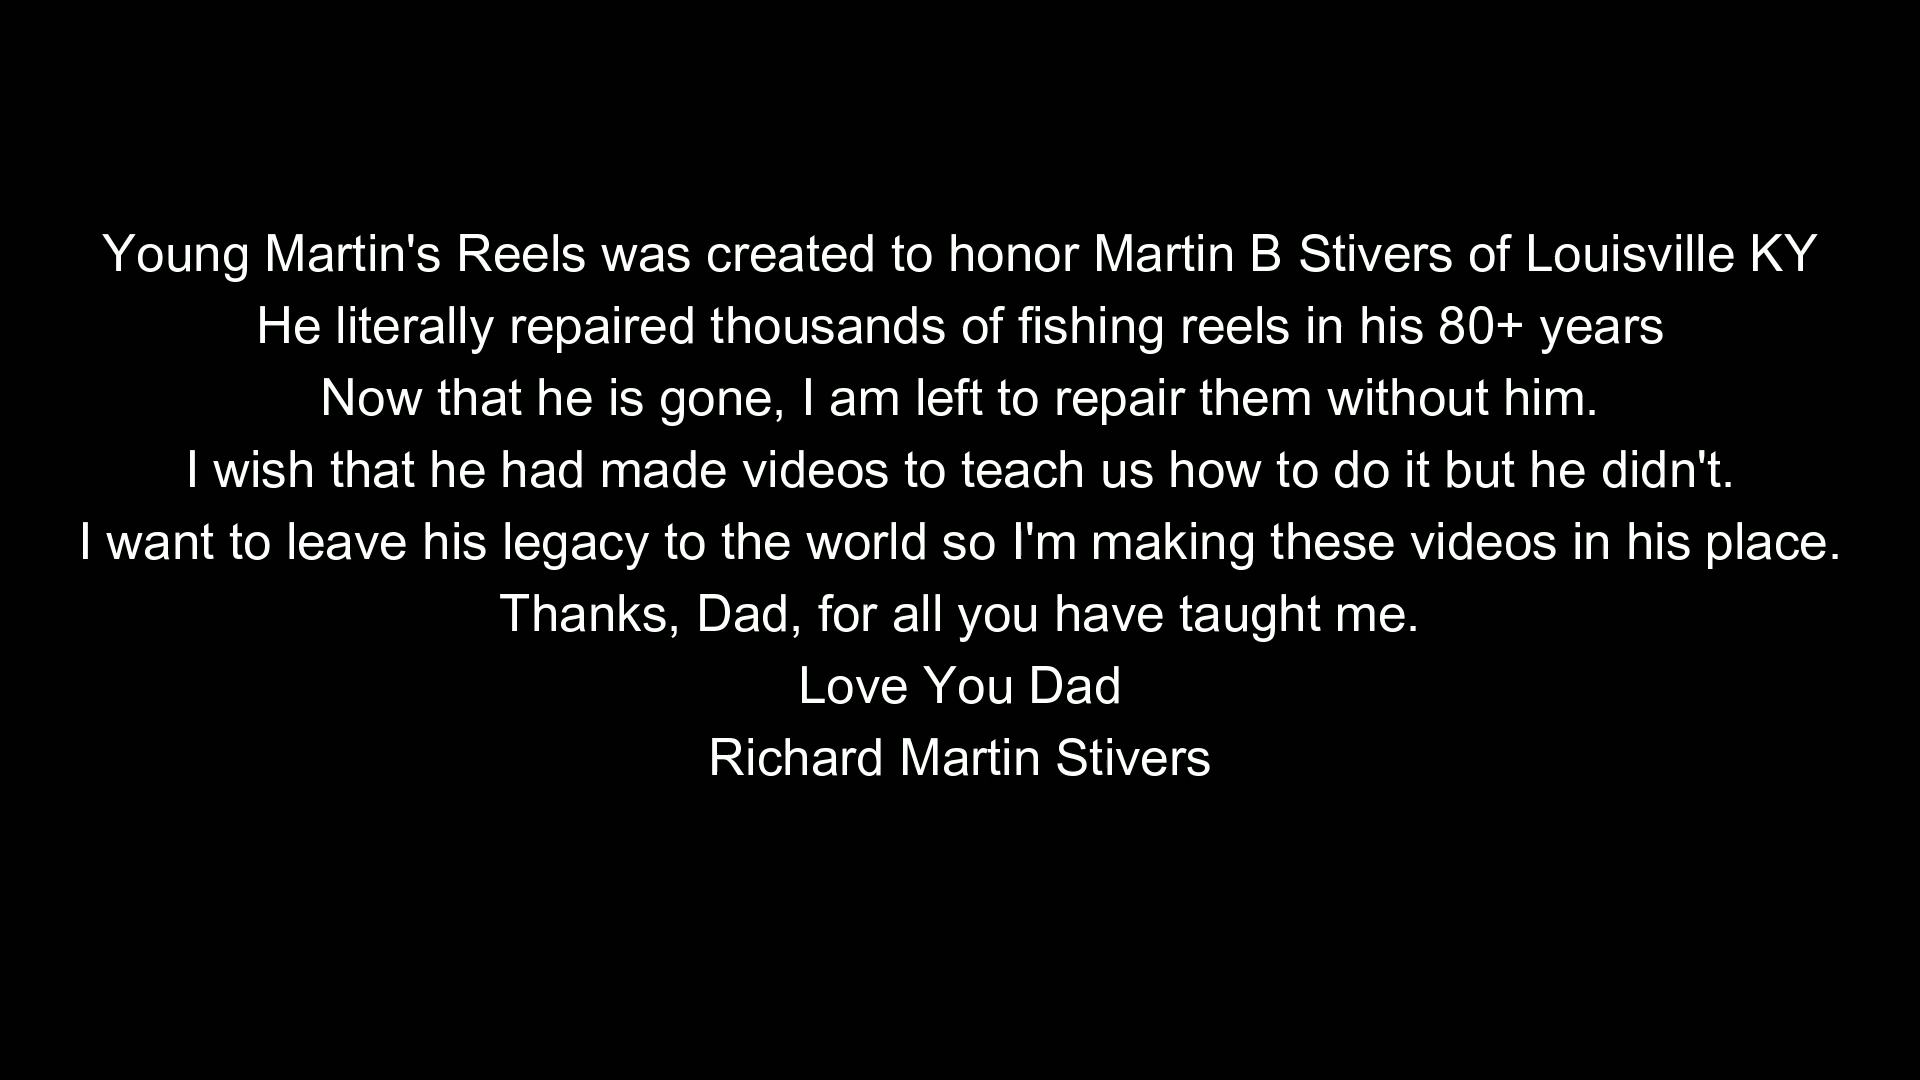 Young Martin's Reels was created to honor Martin B Stivers of Louisville KY
He literally repaired thousands of fishing reels in his 80+ years
Now that he is gone, I am left to repair them without him.
I wish that he had made videos to teach us how to do it but he didn't.
I want to leave his legacy to the world so I'm making these videos in his place.
Thanks, Dad, for all you have taught me.
Love You Dad
Richard Martin Stivers